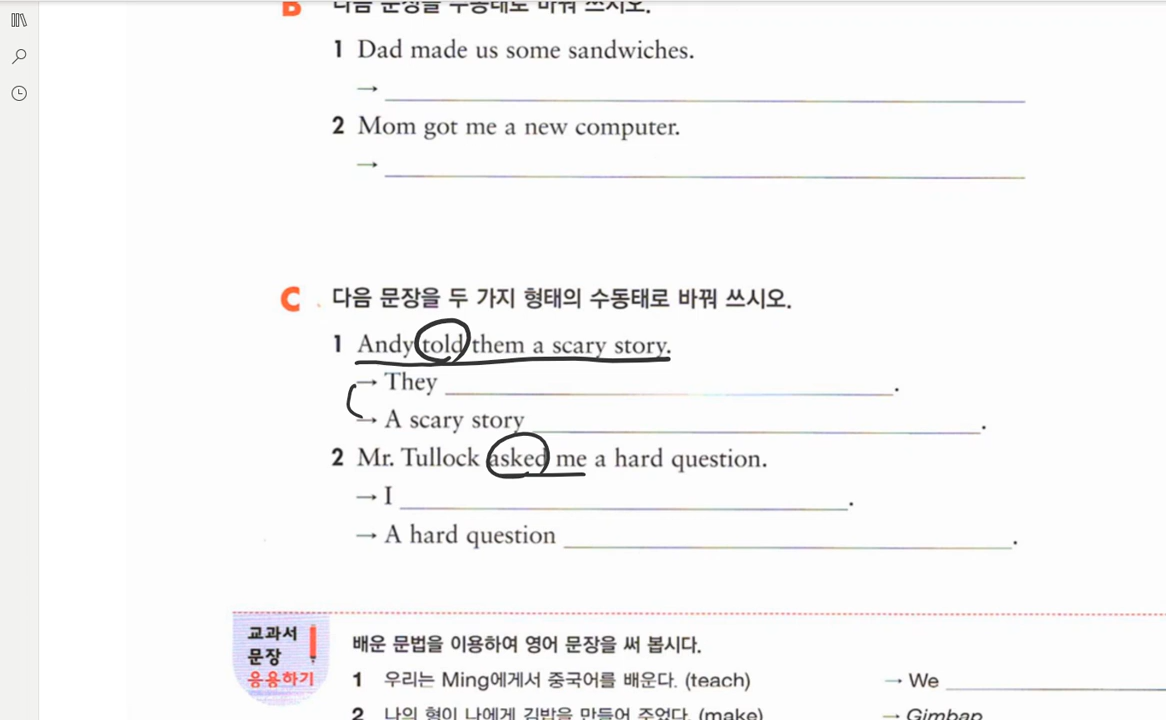 B 다음 문장을 수동태로 바꿔 쓰시오.
1 Dad made us some sandwiches.
→
2 Mom got me a new computer.
→
C 다음 문장을 두 가지 형태의 수동태로 바꿔 쓰시오.
1 Andy told them a scary story.
→ They .
→ A scary story .
2 Mr. Tullock asked me a hard question.
→ I .
→ A hard question .
교과서
문장
응용하기
배운 문법을 이용하여 영어 문장을 써 봅시다.
1 우리는 Ming에게서 중국어를 배운다. (teach) → We
2 나의 형이 나에게 김밥을 만들어 주었다. (make) → Gimbap